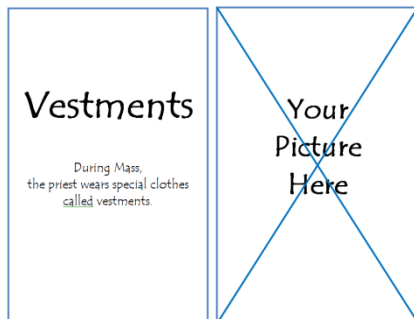 Vestments
During Mass,
the priest wears special clothes
called vestments.
Your
Picture
Here